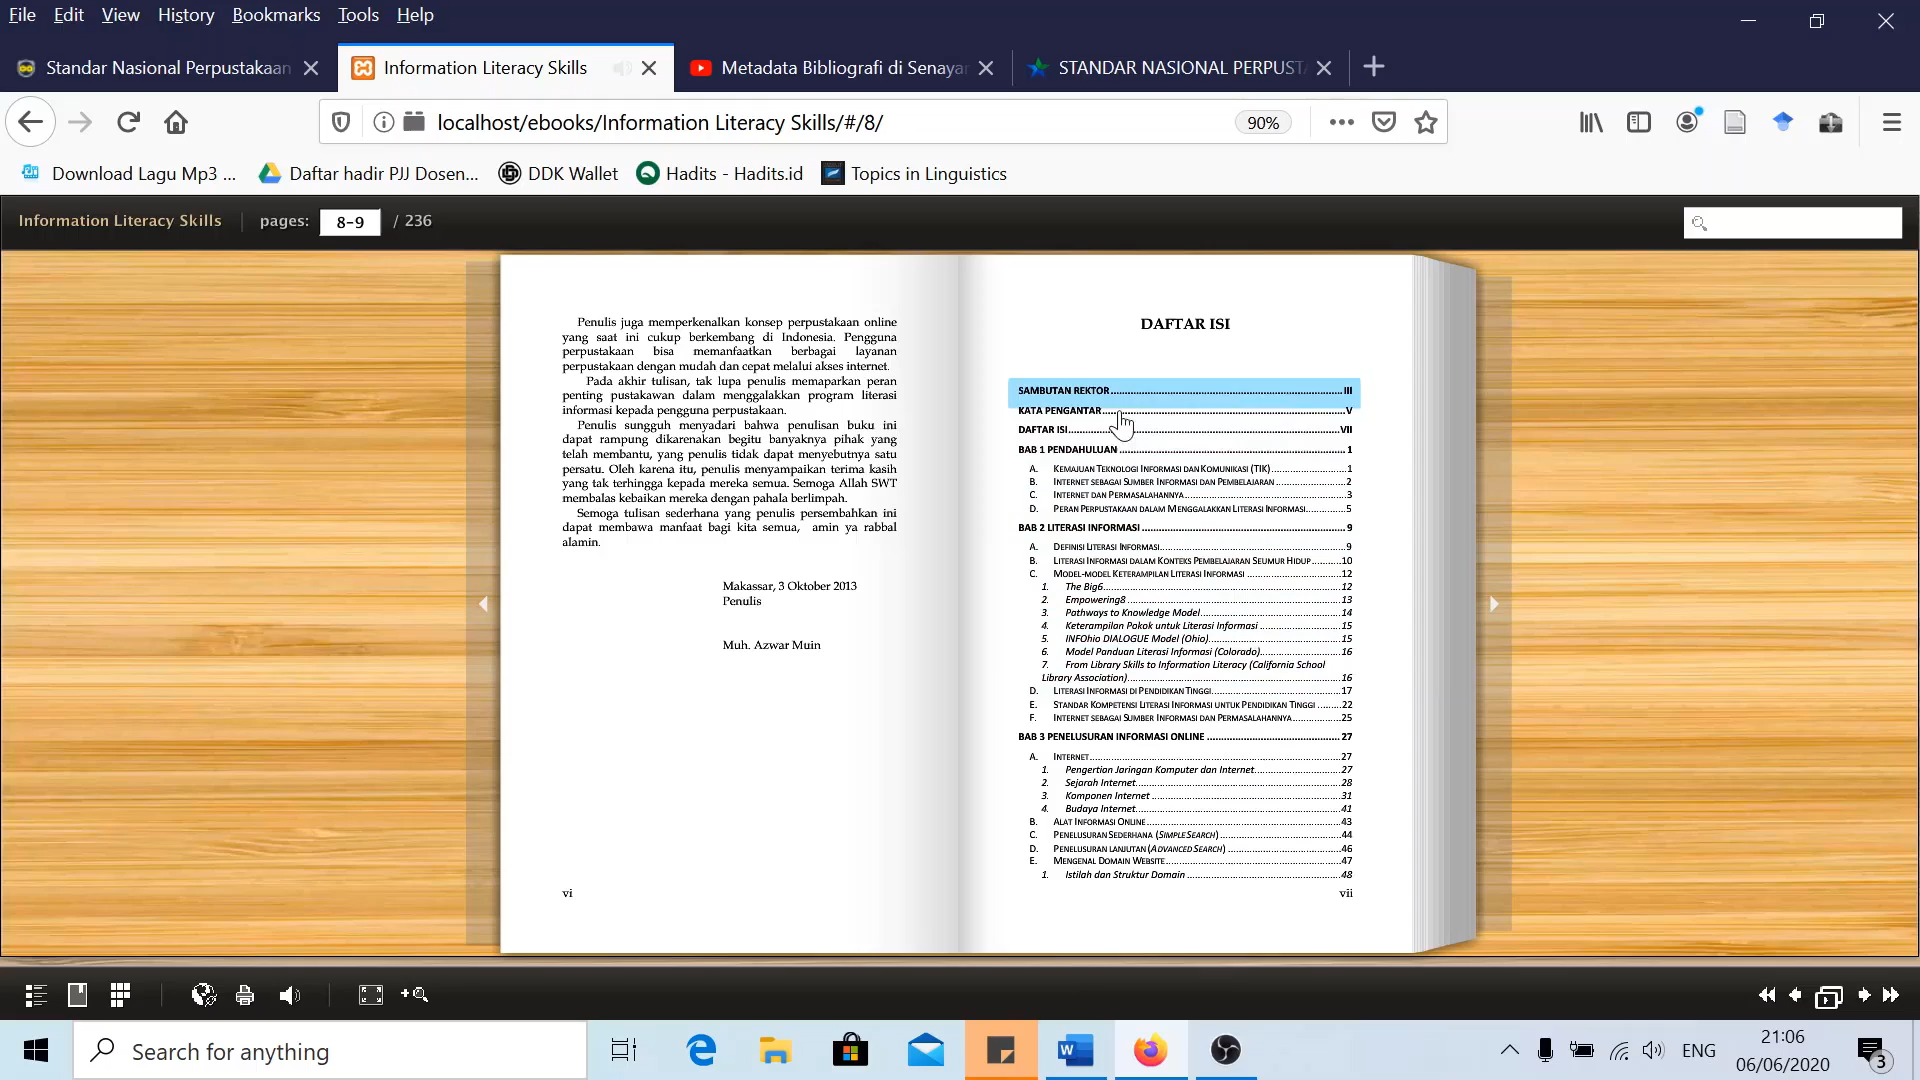 File Edit View History Bookmarks Tools Help
Standar Nasional Perpustakaan
Information Literacy Skills
Metadata Bibliografi di Senayan
STANDAR NASIONAL PERPUST
localhost/ebooks/Information Literacy Skills/#/8/
90%
Download Lagu Mp3 ...
Daftar hadir PJJ Dosen...
DDK Wallet
Hadits - Hadits.id
Topics in Linguistics
Information Literacy Skills
pages: 8-9 / 236
Penulis juga memperkenalkan konsep perpustakaan online
yang saat ini cukup berkembang di Indonesia. Pengguna
perpustakaan bisa memanfaatkan berbagai layanan
perpustakaan dengan mudah dan cepat melalui akses internet.
Pada akhir tulisan, tak lupa penulis memaparkan peran
penting pustakawan dalam menggalakkan program literasi
informasi kepada pengguna perpustakaan.
Penulis sungguh menyadari bahwa penulisan buku ini
dapat rampung dikarenakan begitu banyaknya pihak yang
telah membantu, yang penulis tidak dapat menyebutnya satu
persatu. Oleh karena itu, penulis menyampaikan terima kasih
yang tak terhingga kepada mereka semua. Semoga Allah SWT
membalas kebaikan mereka dengan pahala berlimpah.
Semoga tulisan sederhana yang penulis persembahkan ini
dapat membawa manfaat bagi kita semua, amin ya rabbal
alamin.
Makassar, 3 Oktober 2013
Penulis
Muh. Azwar Muin
vi
DAFTAR ISI
SAMBUTAN REKTOR.....III
KATA PENGANTAR.....V
DAFTAR ISI.....VII
BAB 1 PENDAHULUAN.....1
A. KEMAJUAN TEKNOLOGI INFORMASI DAN KOMUNIKASI (TIK).....1
B. INTERNET SEBAGAI SUMBER INFORMASI DAN PEMBELAJARAN.....2
C. INTERNET DAN PERMASALAHANNYA.....3
D. PERAN PERPUSTAKAAN DALAM MENGGALAKKAN LITERASI INFORMASI.....5
BAB 2 LITERASI INFORMASI.....9
A. DEFINISI LITERASI INFORMASI.....9
B. LITERASI INFORMASI DALAM KONTEKS PEMBELAJARAN SEUMUR HIDUP.....10
C. MODEL-MODEL KETERAMPILAN LITERASI INFORMASI.....12
1. The Big6.....12
2. Empowering8.....13
3. Pathways to Knowledge Model.....14
4. Keterampilan Pokok untuk Literasi Informasi.....15
5. INFOhio DIALOGUE Model (Ohio).....15
6. Model Panduan Literasi Informasi (Colorado).....16
7. From Library Skills to Information Literacy (California School
Library Association).....16
D. LITERASI INFORMASI DI PENDIDIKAN TINGGI.....17
E. STANDAR KOMPETENSI LITERASI INFORMASI UNTUK PENDIDIKAN TINGGI.....22
F. INTERNET SEBAGAI SUMBER INFORMASI DAN PERMASALAHANNYA.....25
BAB 3 PENELUSURAN INFORMASI ONLINE.....27
A. INTERNET.....27
1. Pengertian Jaringan Komputer dan Internet.....27
2. Sejarah Internet.....28
3. Komponen Internet.....31
4. Budaya Internet.....41
B. ALAT INFORMASI ONLINE.....43
C. PENELUSURAN SEDERHANA (SIMPLE SEARCH).....44
D. PENELUSURAN LANJUTAN (ADVANCED SEARCH).....46
E. MENGENAL DOMAIN WEBSITE.....47
1. Istilah dan Struktur Domain.....48
vii
Search for anything
ENG
21:06
06/06/2020
3